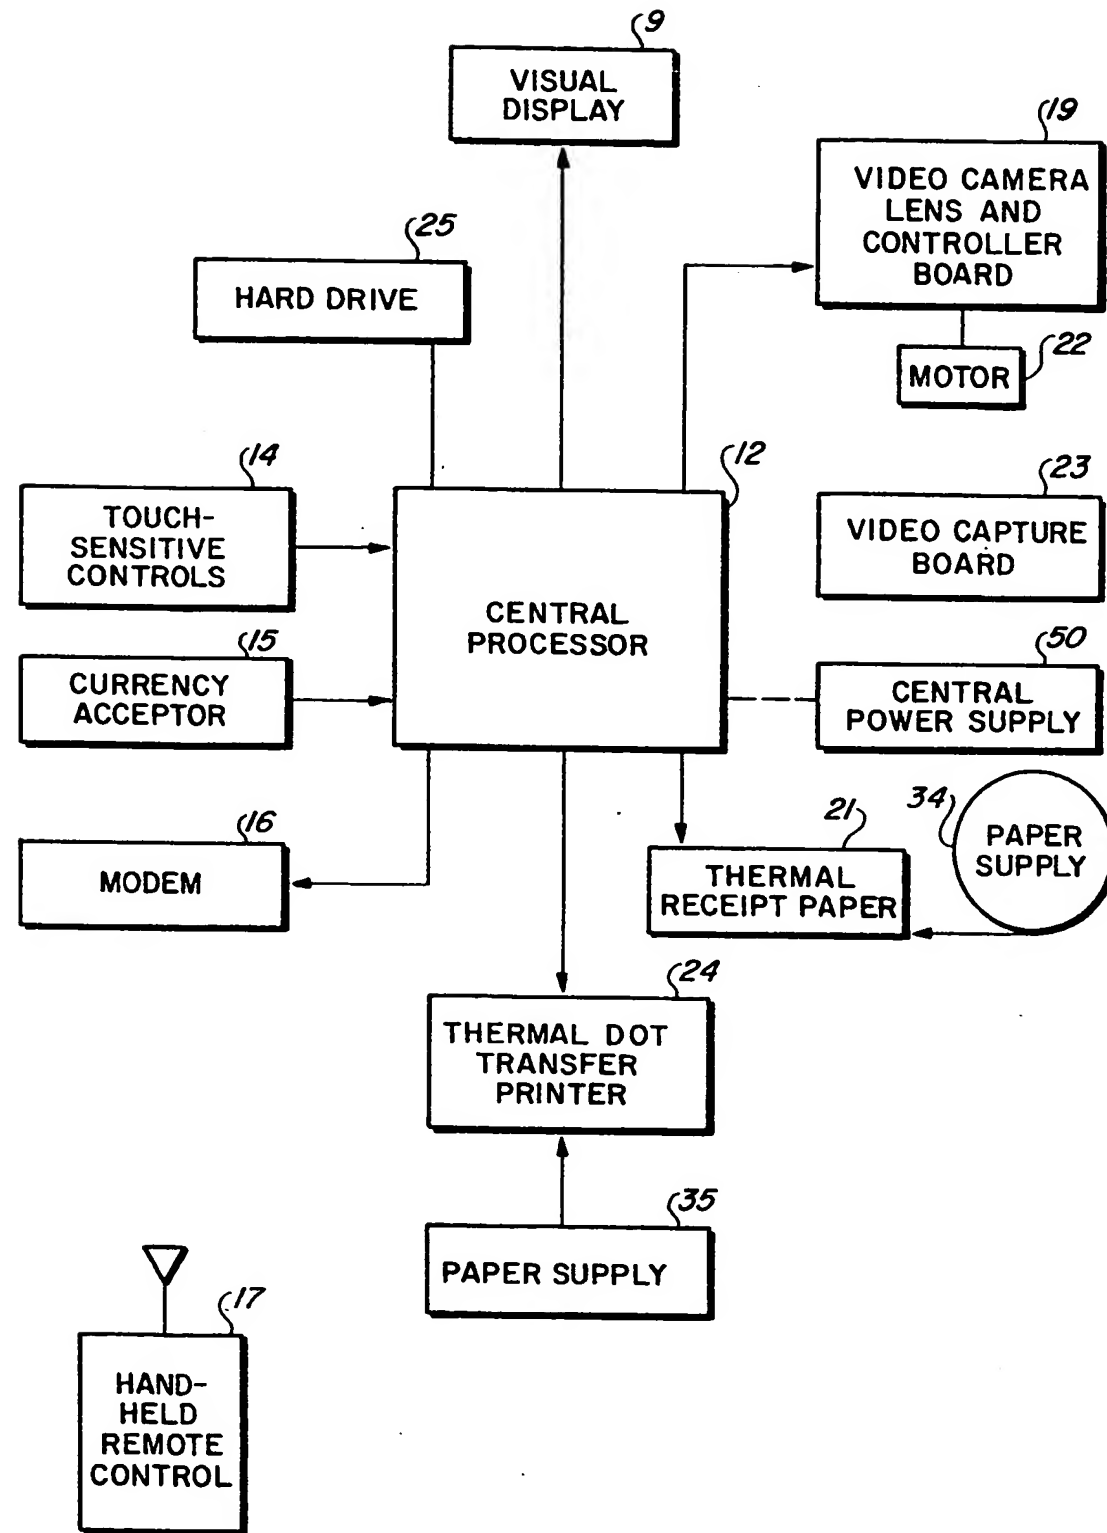 9
VISUAL
DISPLAY
19
VIDEO CAMERA
LENS AND
CONTROLLER
BOARD
25
HARD DRIVE
22
MOTOR
14
TOUCH-
SENSITIVE
CONTROLS
12
CENTRAL
PROCESSOR
23
VIDEO CAPTURE
BOARD
15
CURRENCY
ACCEPTOR
50
CENTRAL
POWER SUPPLY
16
MODEM
21
THERMAL
RECEIPT PAPER
34
PAPER
SUPPLY
24
THERMAL DOT
TRANSFER
PRINTER
35
PAPER SUPPLY
17
HAND-
HELD
REMOTE
CONTROL